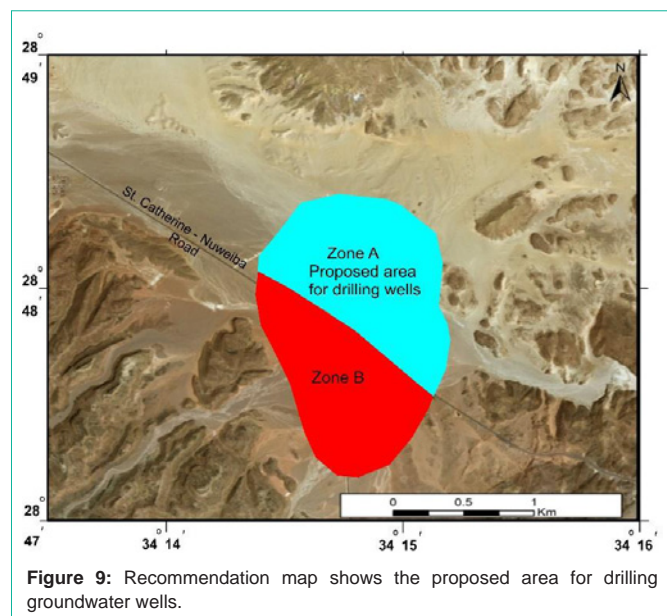 28°
49'
N
St. Catherine - Nuweiba
Road
Zone A
Proposed area
for drilling wells
28°
48'
Zone B
0 0.5 1
Km
28°
47'
34° 14' 34° 15' 34° 16'
Figure 9: Recommendation map shows the proposed area for drilling
groundwater wells.